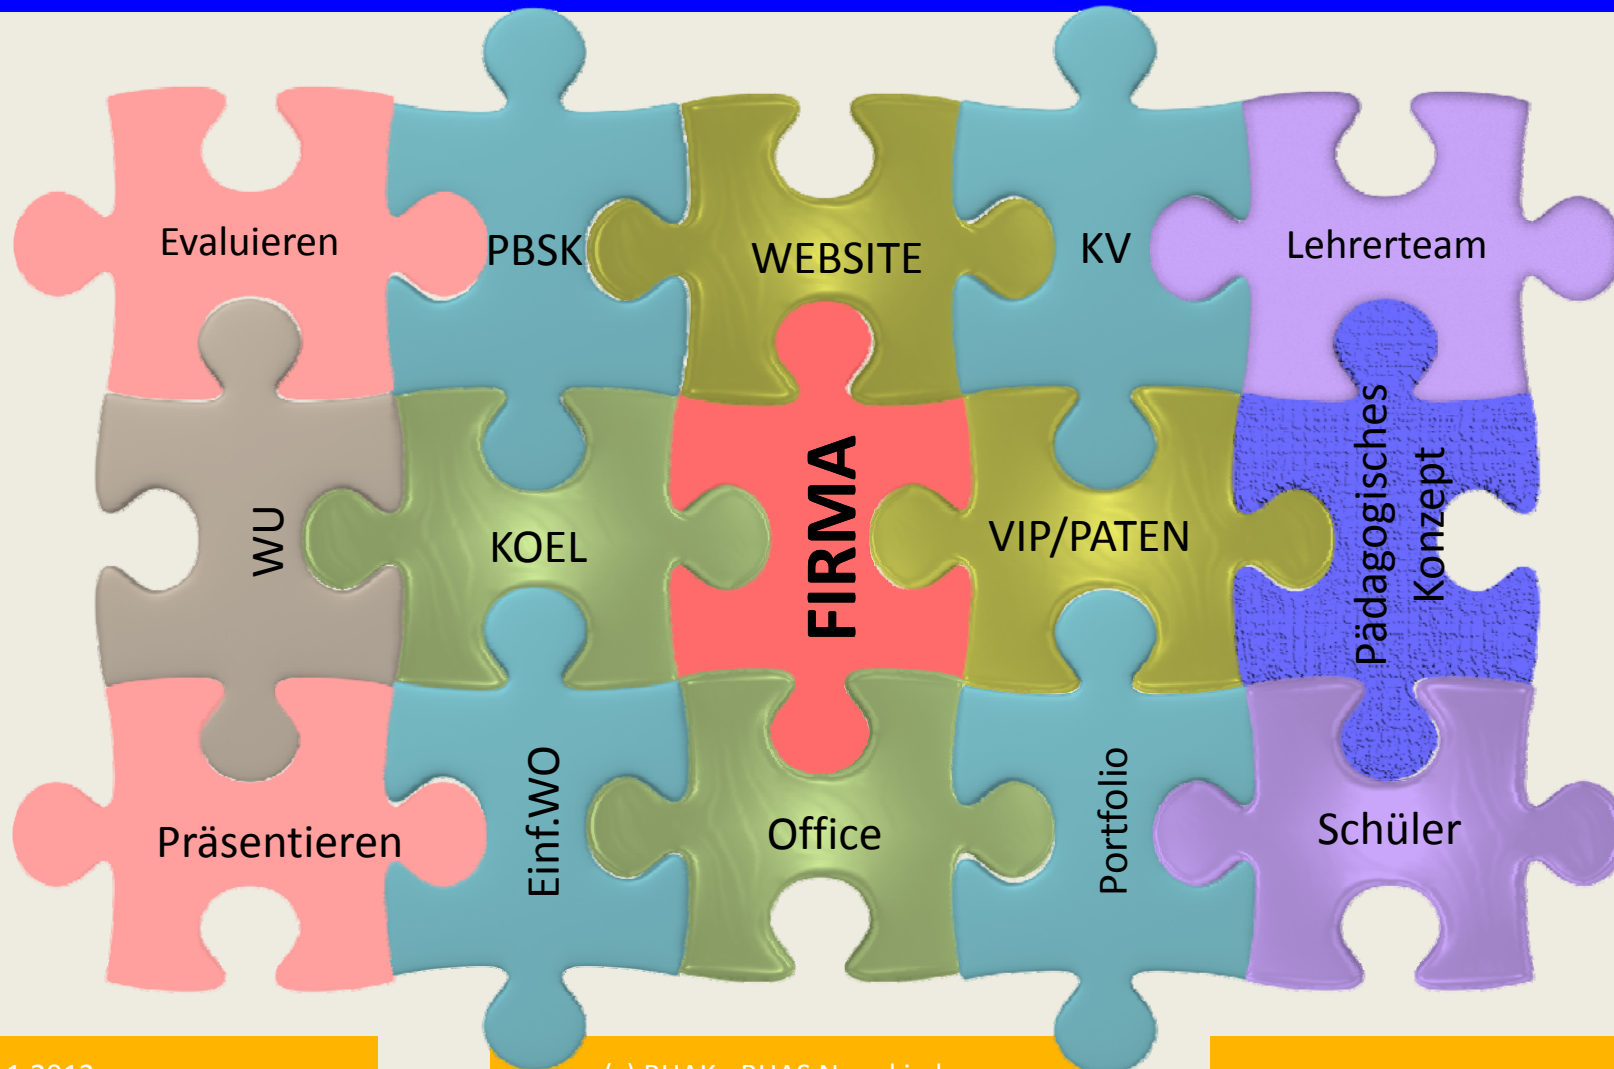 Evaluieren
PBSK
WEBSITE
KV
Lehrerteam
WU
KOEL
FIRMA
VIP/PATEN
Pädagogisches
Konzept
Präsentieren
Einf.WO
Office
Portfolio
Schüler